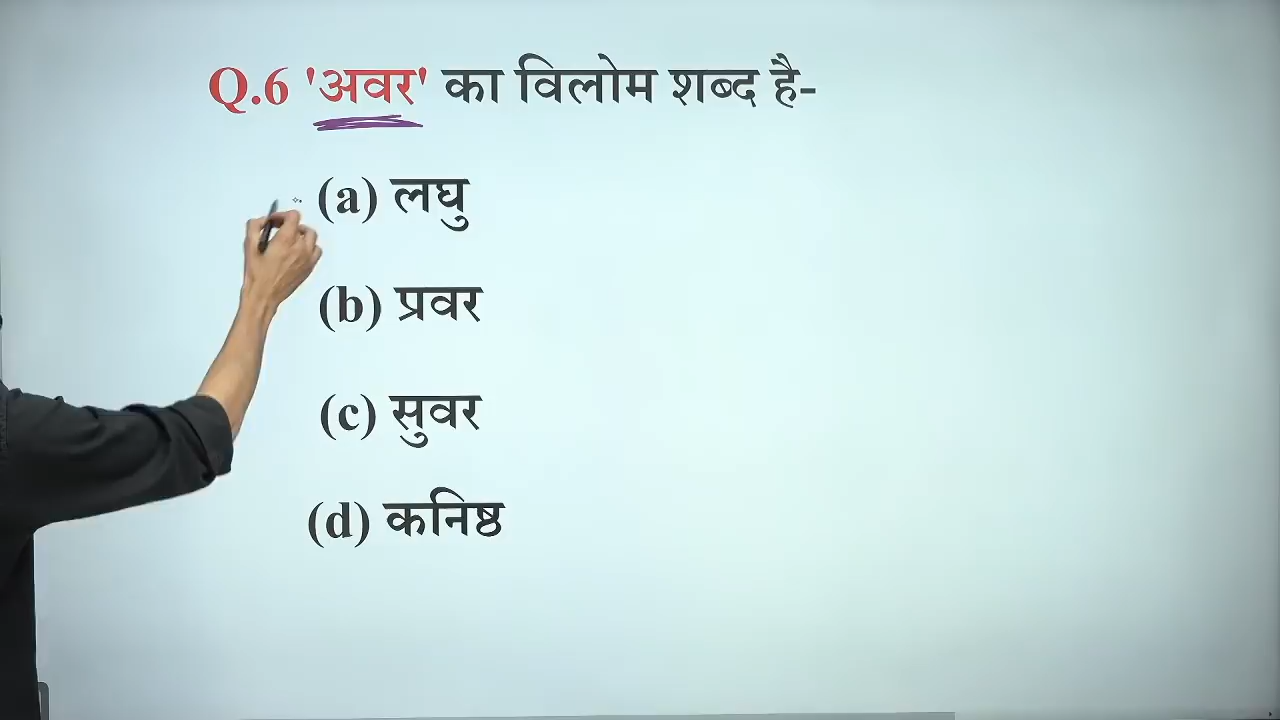 Q.6 'अवर' का विलोम शब्द है-
(a) लघु
(b) प्रवर
(c) सुवर
(d) कनिष्ठ